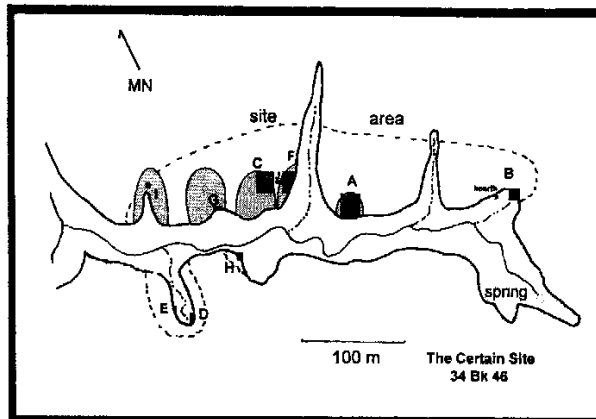 MN
site area
C F
A
B
hearth
I
G
H
E D
spring
100 m
The Certain Site
34 Bk 46